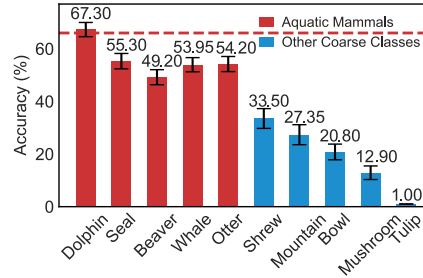 67.30
55.30
49.20
53.95
54.20
33.50
27.35
20.80
12.90
1.00
Aquatic Mammals
Other Coarse Classes
Accuracy (%)
60
40
20
0
Dolphin
Seal
Beaver
Whale
Otter
Shrew
Mountain
Bowl
Mushroom
Tulip